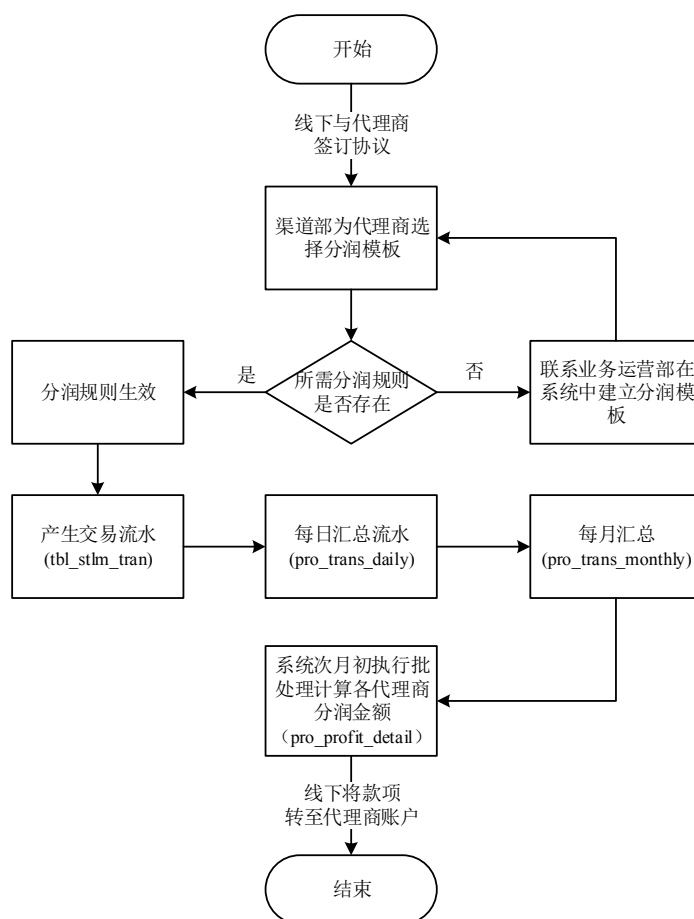 开始
线下与代理商
签订协议
渠道部为代理商选
择分润模板
分润规则生效
是
所需分润规则
是否存在
否
联系业务运营部在
系统中建立分润模
板
产生交易流水
(tbl_stlm_tran)
每日汇总流水
(pro_trans_daily)
每月汇总
(pro_trans_monthly)
系统次月初执行批
处理计算各代理商
分润金额
（pro_profit_detail）
线下将款项
转至代理商账户
结束